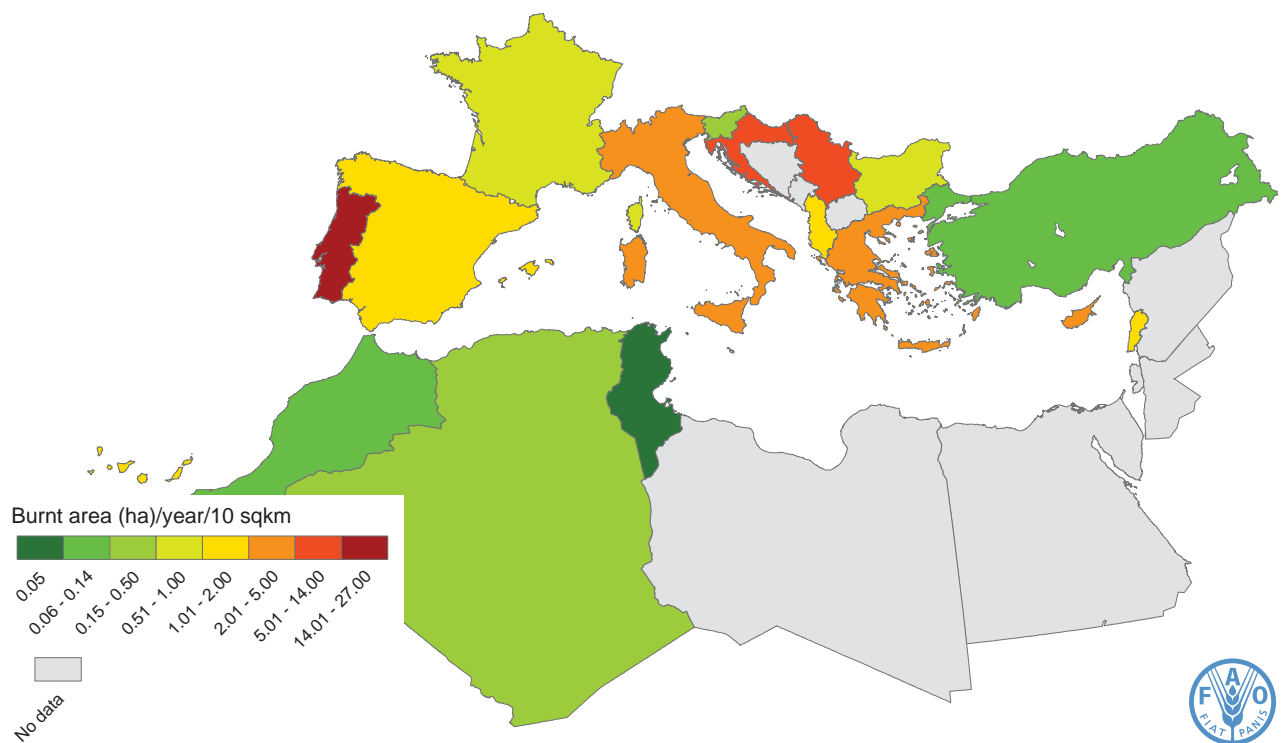 Burnt area (ha)/year/10 sqkm
0.05
0.06 - 0.14
0.15 - 0.50
0.51 - 1.00
1.01 - 2.00
2.01 - 5.00
5.01 - 14.00
14.01 - 27.00
No data
F A O
FIAT PANIS